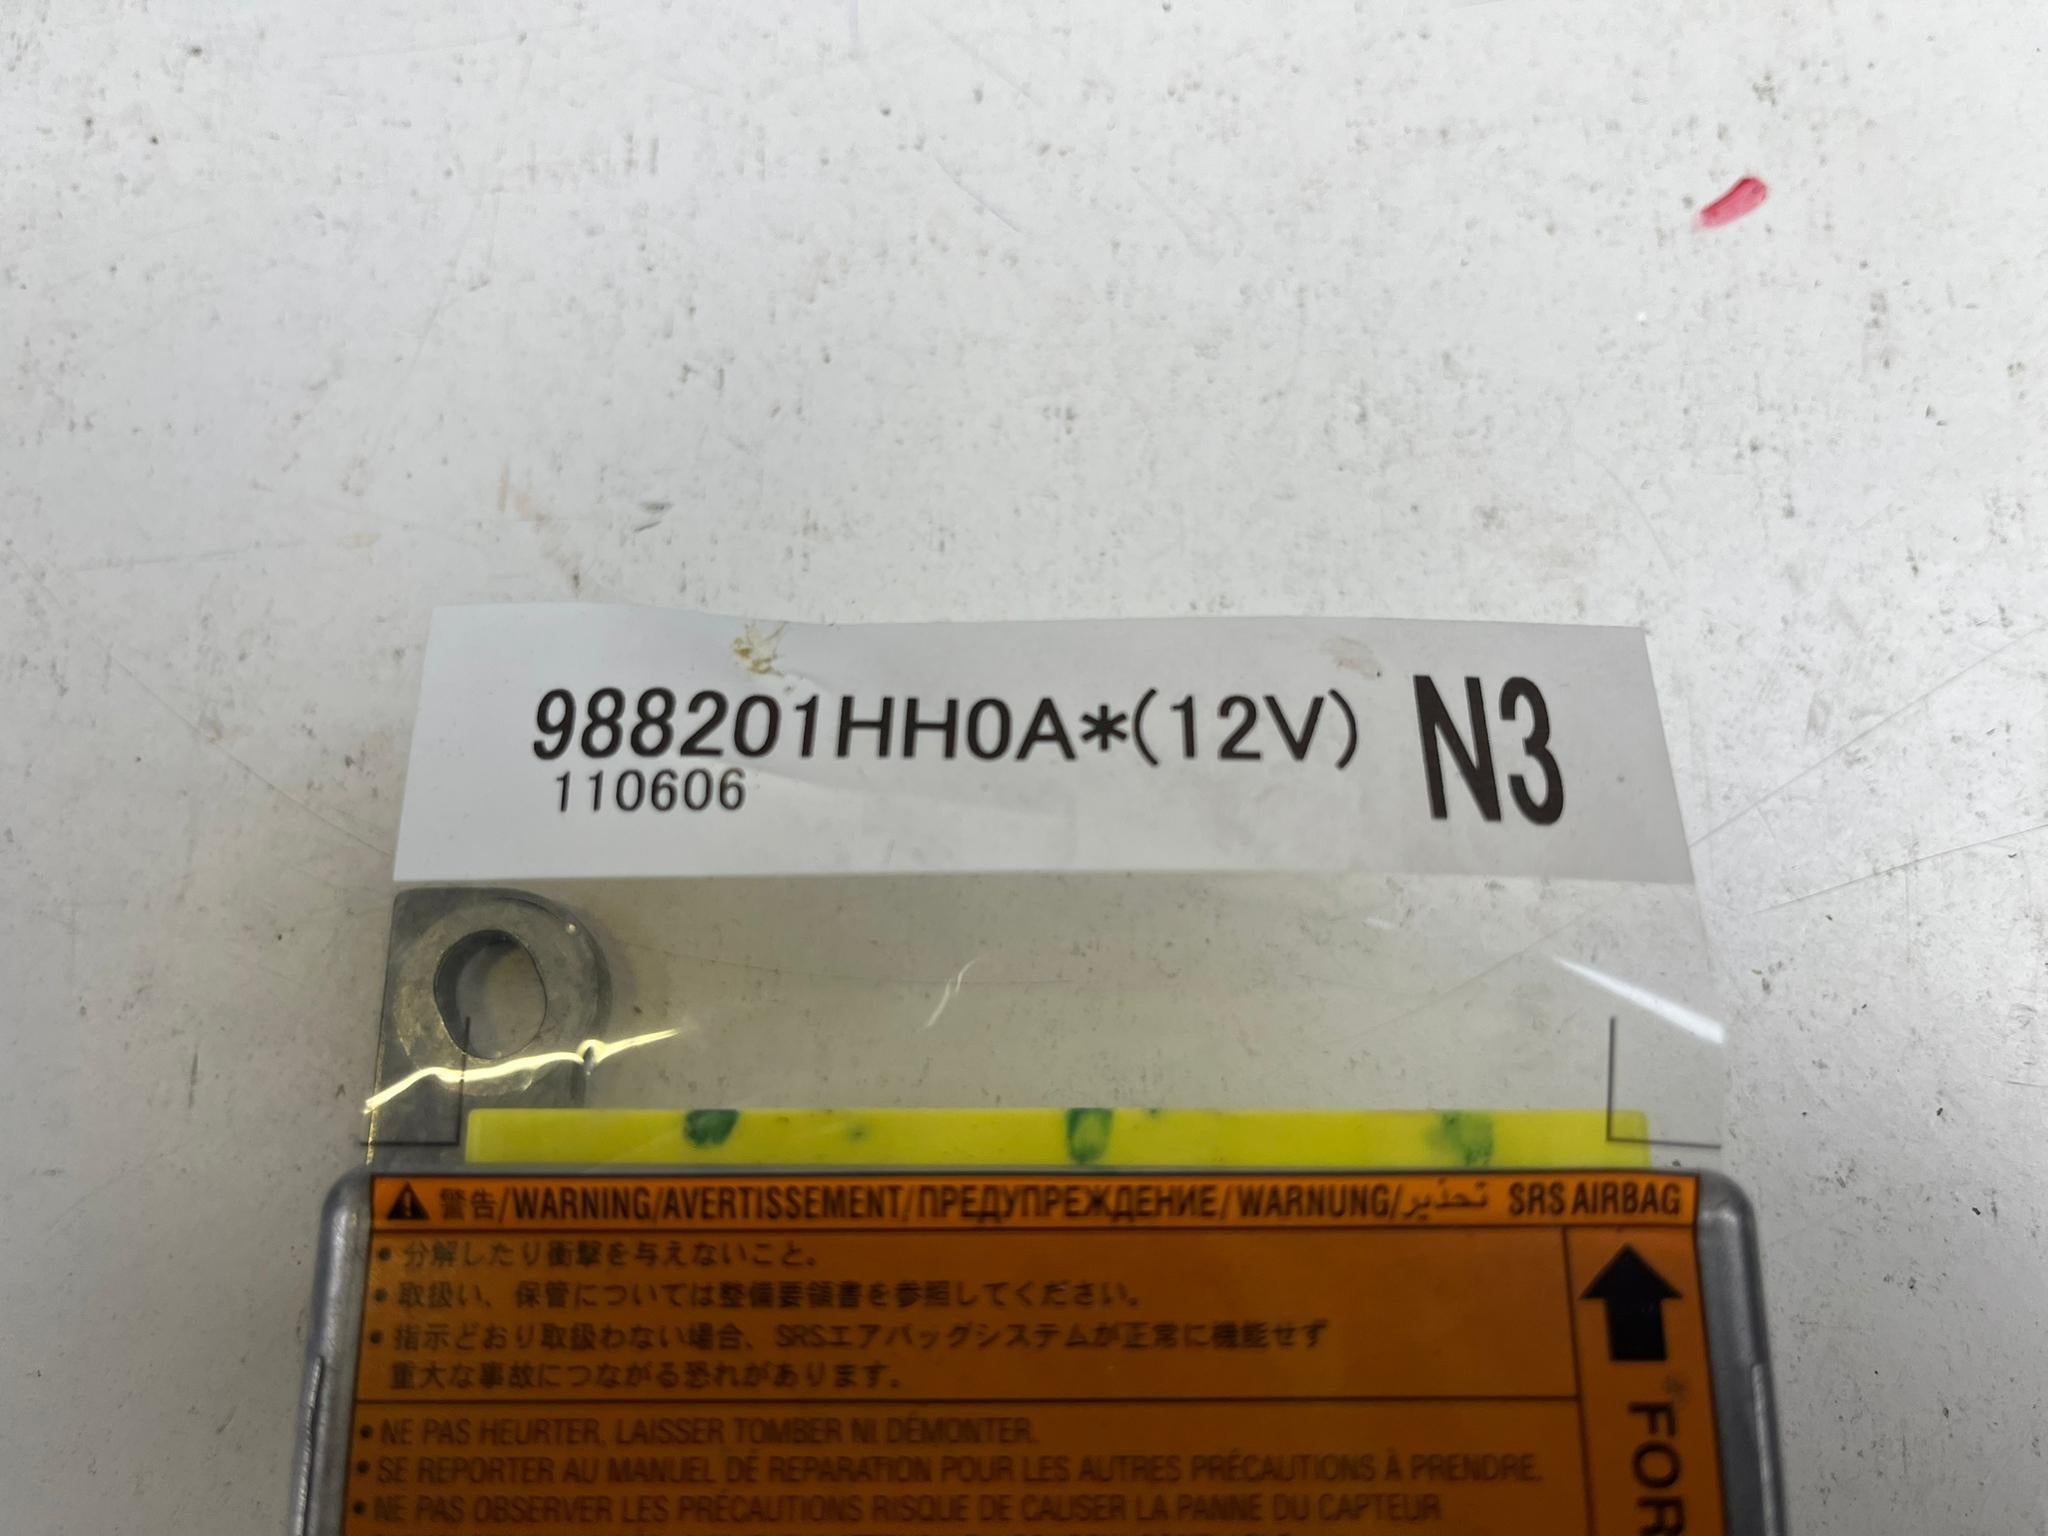 988201HH0A*(12V) N3
110606
警告/WARNING/AVERTISSEMENT/ПРЕДУПРЕЖДЕНИЕ/WARNUNG/تحذير SRS AIRBAG
• 分解したり衝撃を与えないこと。
• 取扱い、保管については整備要領書を参照してください。
• 指示どおり取扱わない場合、SRSエアバッグシステムが正常に機能せず
重大な事故につながる恐れがあります。
FOR
• NE PAS HEURTER, LAISSER TOMBER NI DÉMONTER.
• SE REPORTER AU MANUEL DE REPARATION POUR LES AUTRES PRÉCAUTIONS À PRENDRE.
• NE PAS OBSERVER LES PRÉCAUTIONS RISQUE DE CAUSER LA PANNE DU CAPTEUR